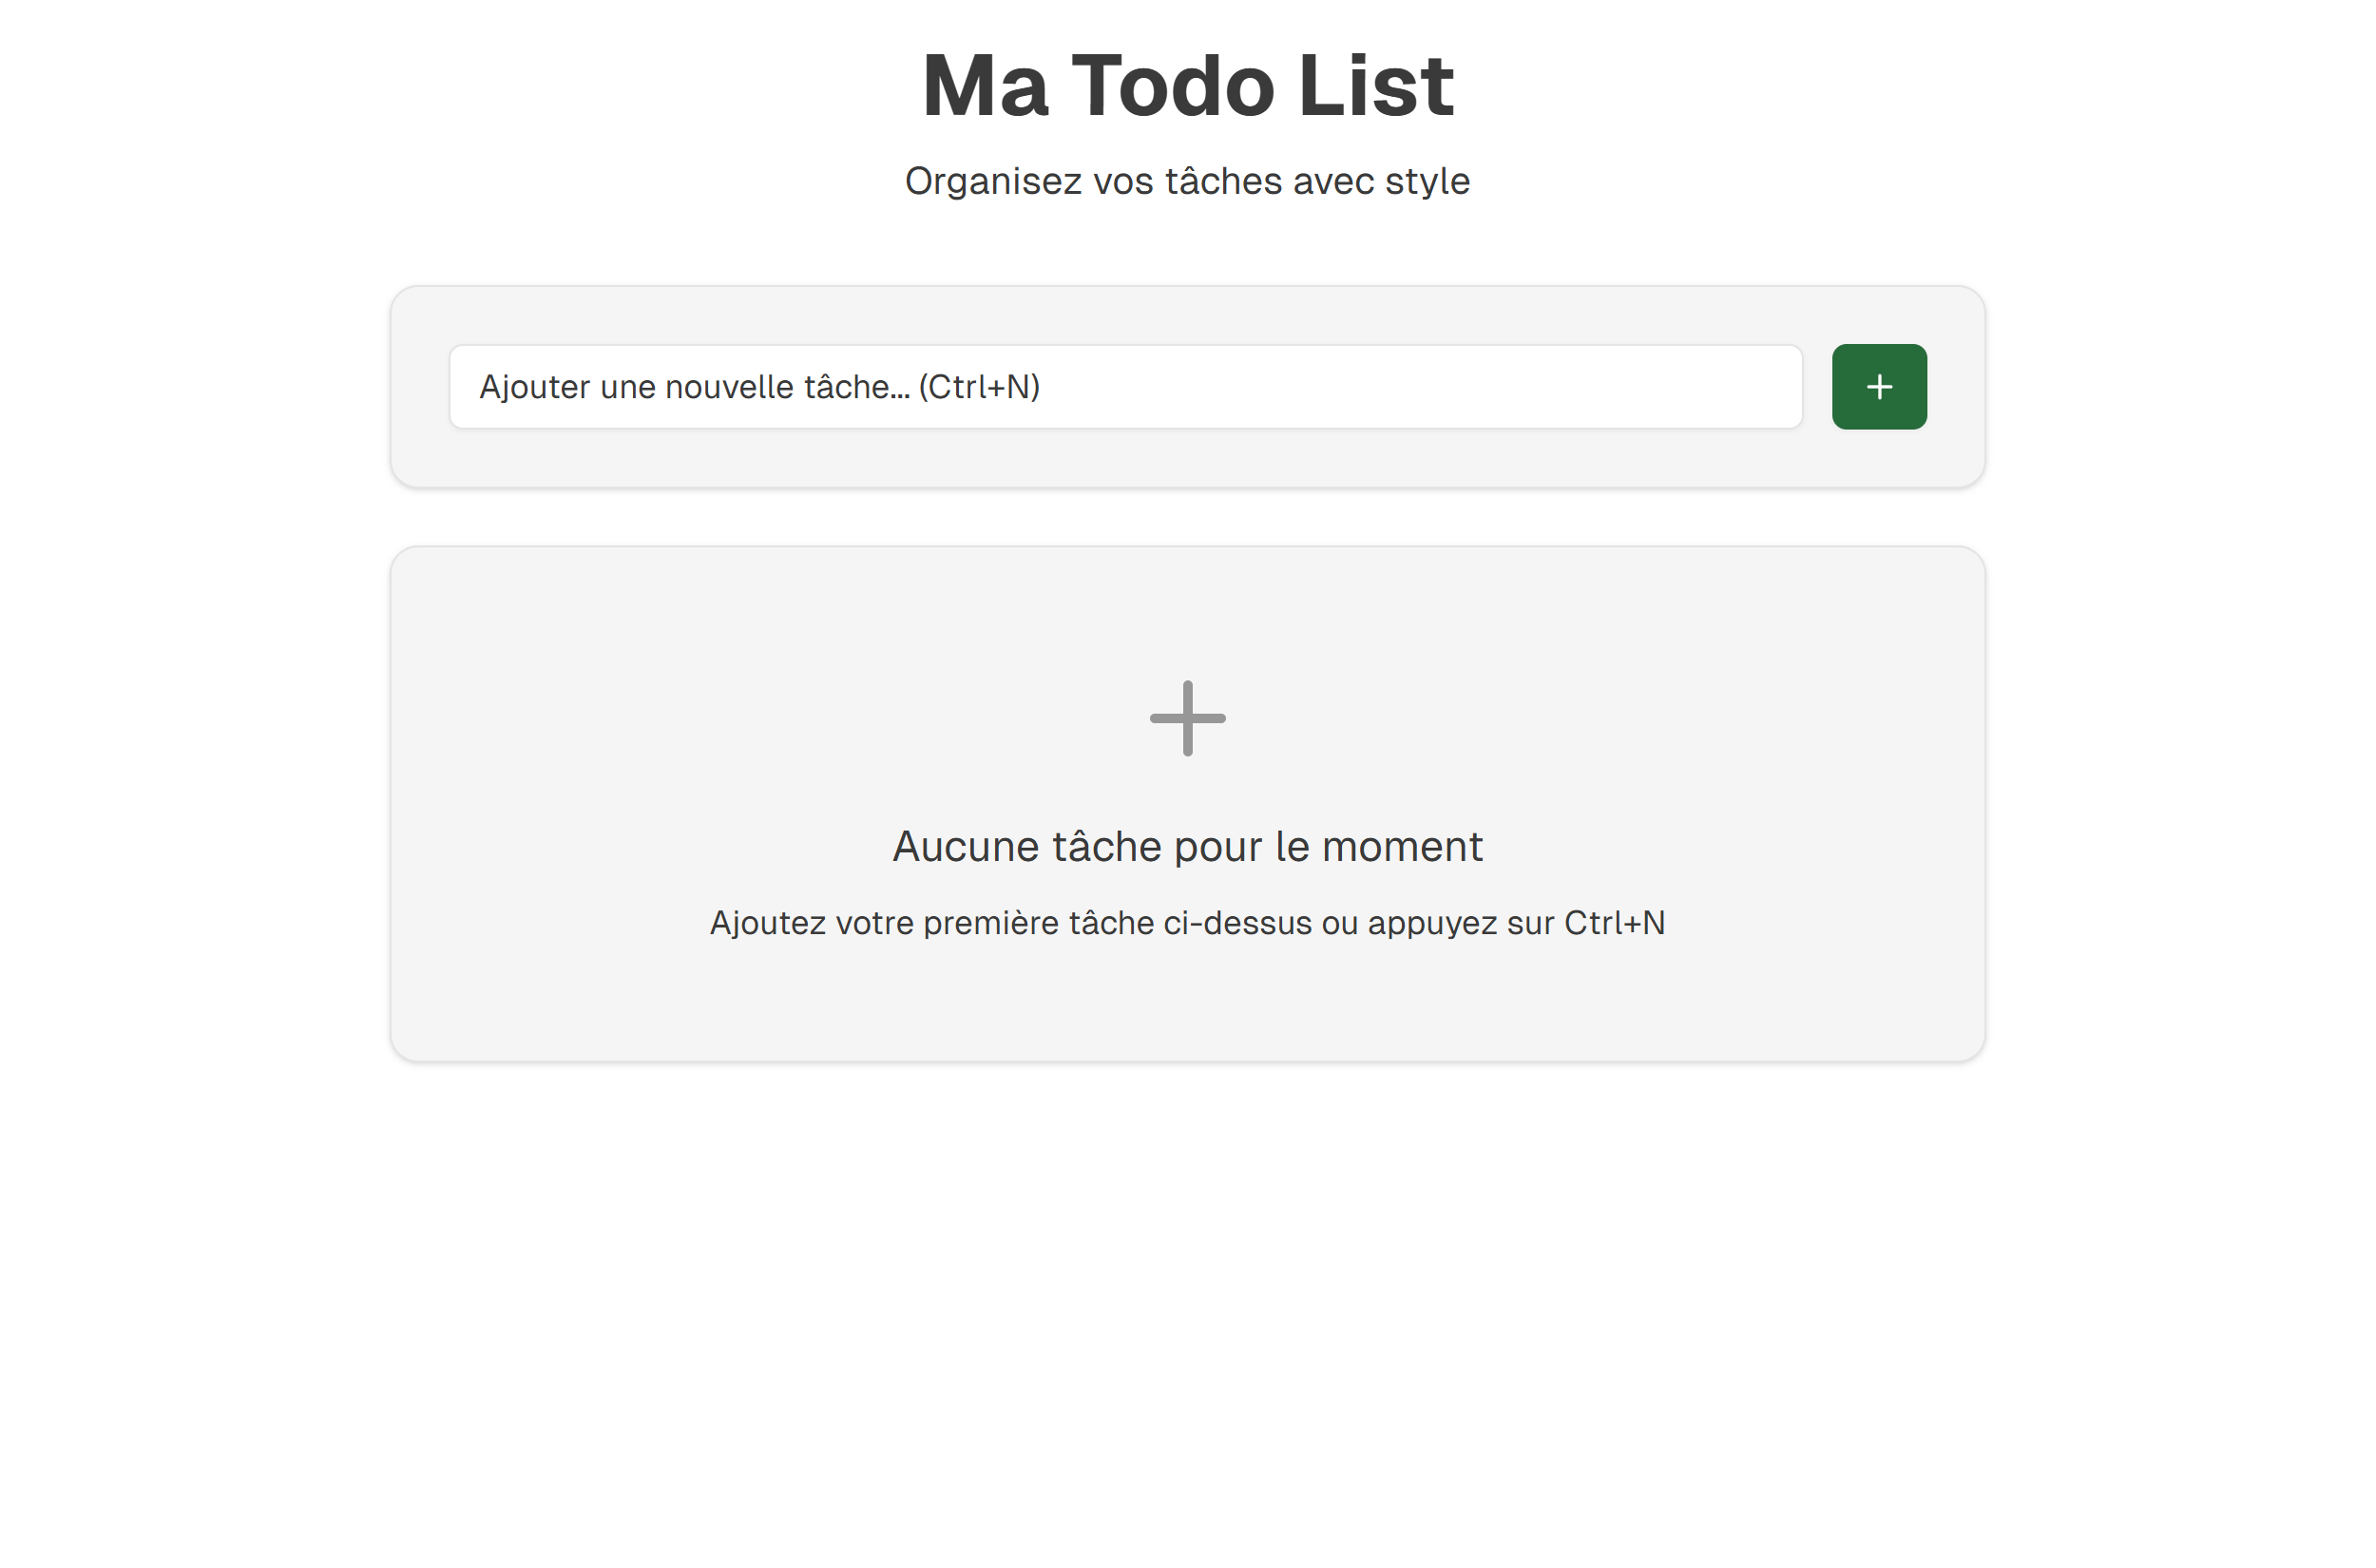 Ma Todo List
Organisez vos tâches avec style
Ajouter une nouvelle tâche... (Ctrl+N)
Aucune tâche pour le moment
Ajoutez votre première tâche ci-dessus ou appuyez sur Ctrl+N